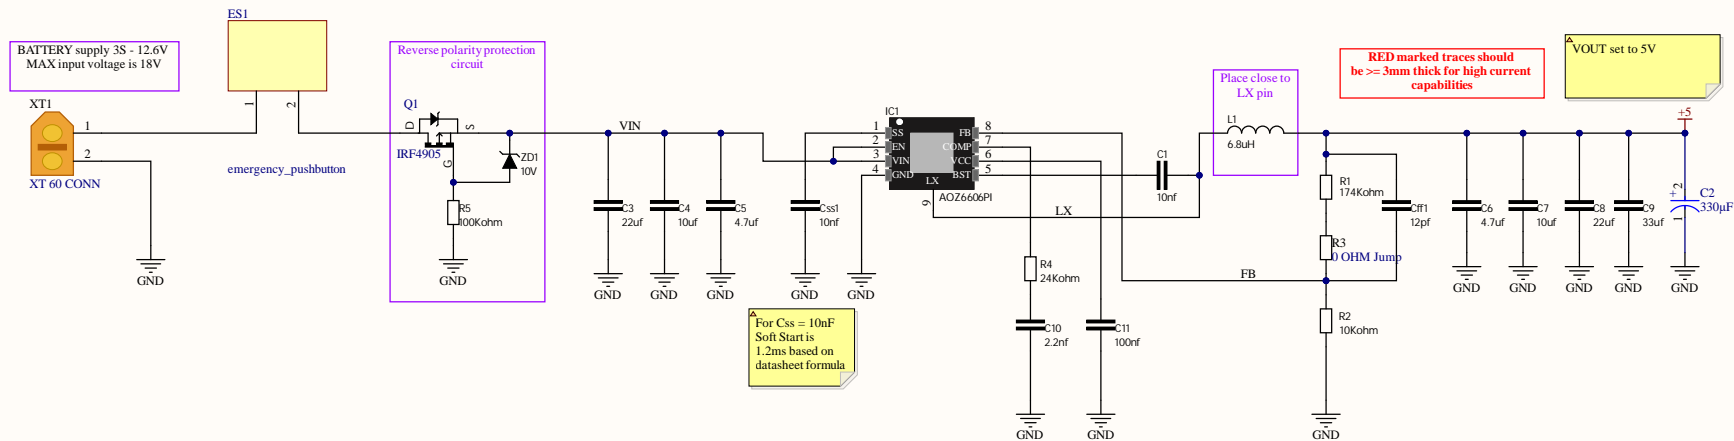 BATTERY supply 3S - 12.6V
MAX input voltage is 18V
XT1
1
2
XT 60 CONN
GND
ES1
1
2
emergency_pushbutton
Reverse polarity protection
circuit
Q1
D
S
G
IRF4905
ZD1
10V
R5
100Kohm
GND
VIN
C3
22uf
GND
C4
10uf
GND
C5
4.7uf
GND
Css1
10nf
GND
GND
For Css = 10nF
Soft Start is
1.2ms based on
datasheet formula
IC1
1
2
3
4
SS
EN
VIN
GND
FB
COMP
VCC
BST
LX
8
7
6
5
9
AOZ6606PI
LX
R4
24Kohm
C10
2.2nf
GND
C11
100nf
GND
C1
10nf
Place close to
LX pin
L1
6.8uH
FB
RED marked traces should
be >= 3mm thick for high current
capabilities
R1
174Kohm
R3
0 OHM Jump
Cff1
12pf
R2
10Kohm
GND
C6
4.7uf
GND
C7
10uf
GND
C8
22uf
GND
C9
33uf
GND
VOUT set to 5V
+5
+
2
1
C2
330µF
GND